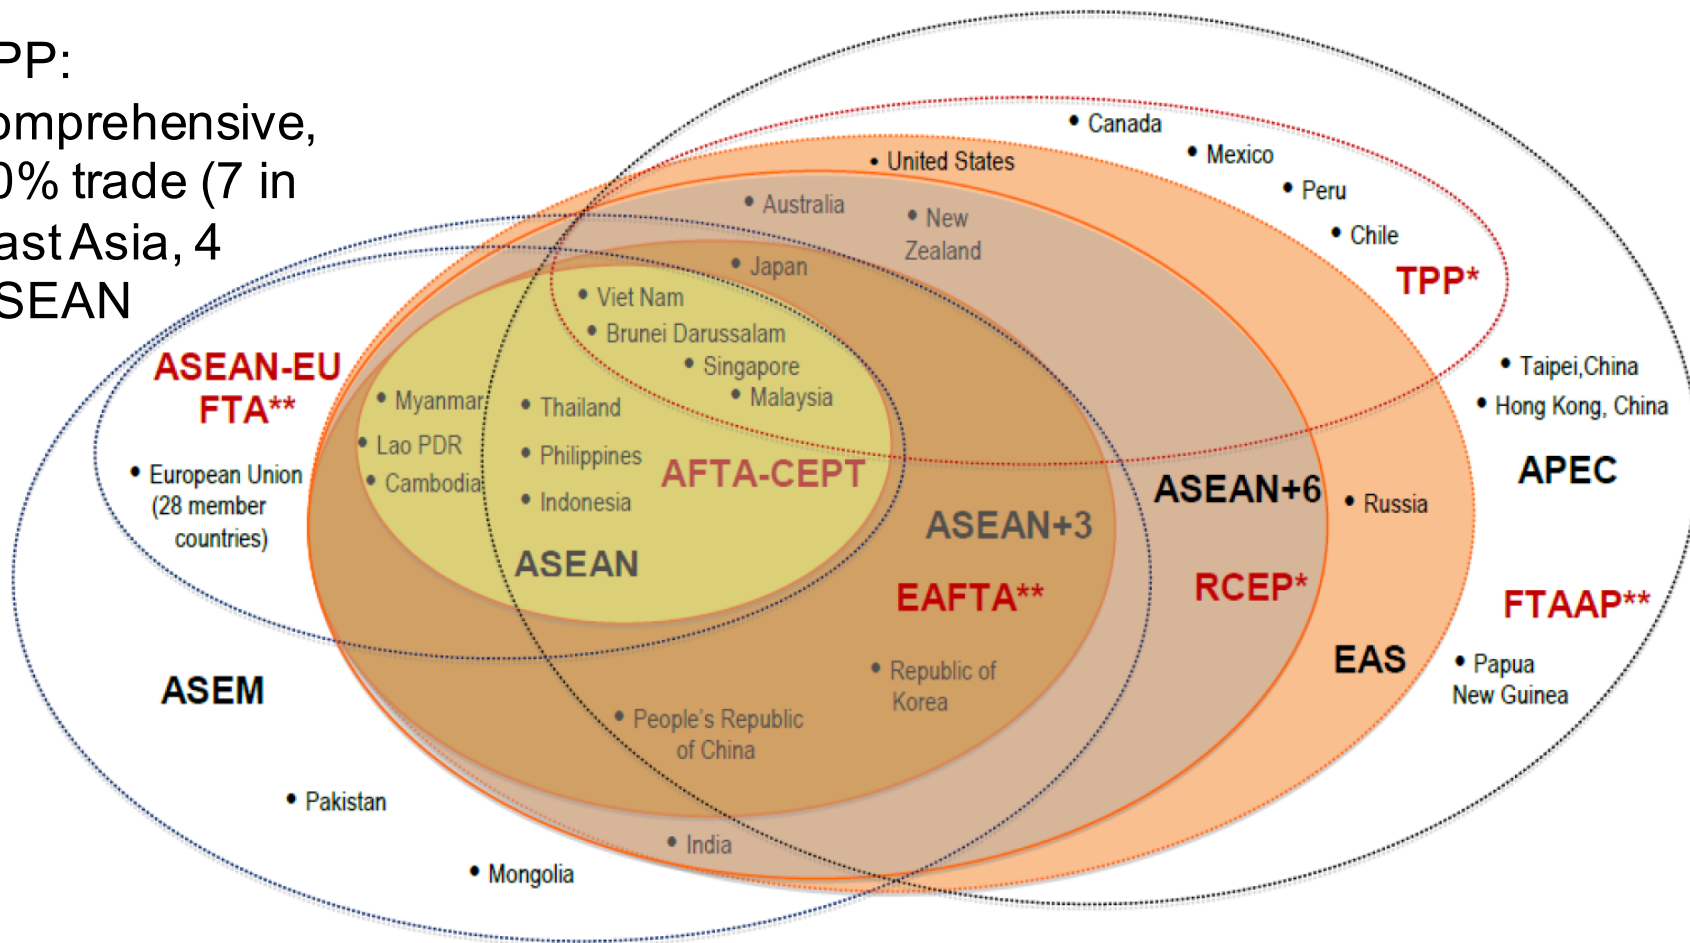 PP:
omprehensive,
0% trade (7 in
ast Asia, 4
SEAN
• Canada
• Mexico
• United States
• Peru
• Australia
• New
Zealand
• Chile
• Japan
TPP*
• Viet Nam
• Brunei Darussalam
• Singapore
• Malaysia
ASEAN-EU
FTA**
• Taipei,China
• Hong Kong, China
• Myanmar
• Thailand
• Lao PDR
• Philippines
• Cambodia
• Indonesia
AFTA-CEPT
• European Union
(28 member
countries)
APEC
ASEAN+6
• Russia
ASEAN+3
ASEAN
RCEP*
EAFTA**
FTAAP**
EAS
• Papua
New Guinea
• Republic of
Korea
ASEM
• People's Republic
of China
• Pakistan
• India
• Mongolia